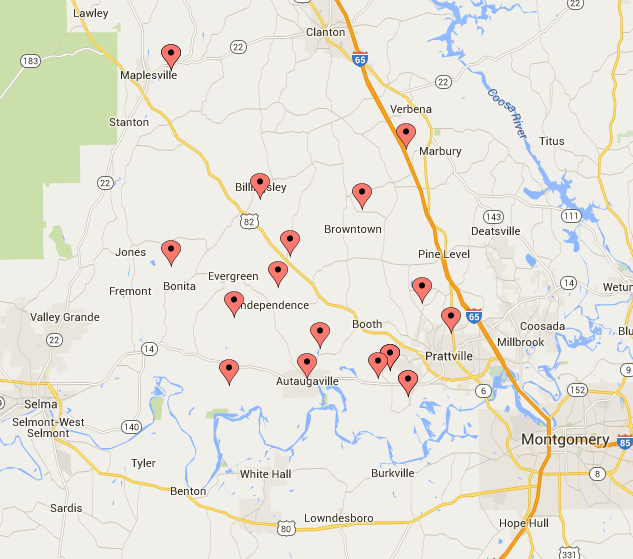 Lawley
Clanton
22
65
183
Maplesville
22
Verbena
Coosa River
Stanton
Titus
Marbury
22
Billingsley
82
143
111
Browntown
Deatsville
Jones
Pine Level
Evergreen
14
Fremont
Bonita
Independence
65
Valley Grande
Booth
Coosada
22
Millbrook
14
Prattville
9
Autaugaville
6
152
Selma
Selmont-West
Selmont
140
Montgomery
85
Tyler
White Hall
Burkville
8
Benton
Sardis
Lowndesboro
80
Hope Hull
331